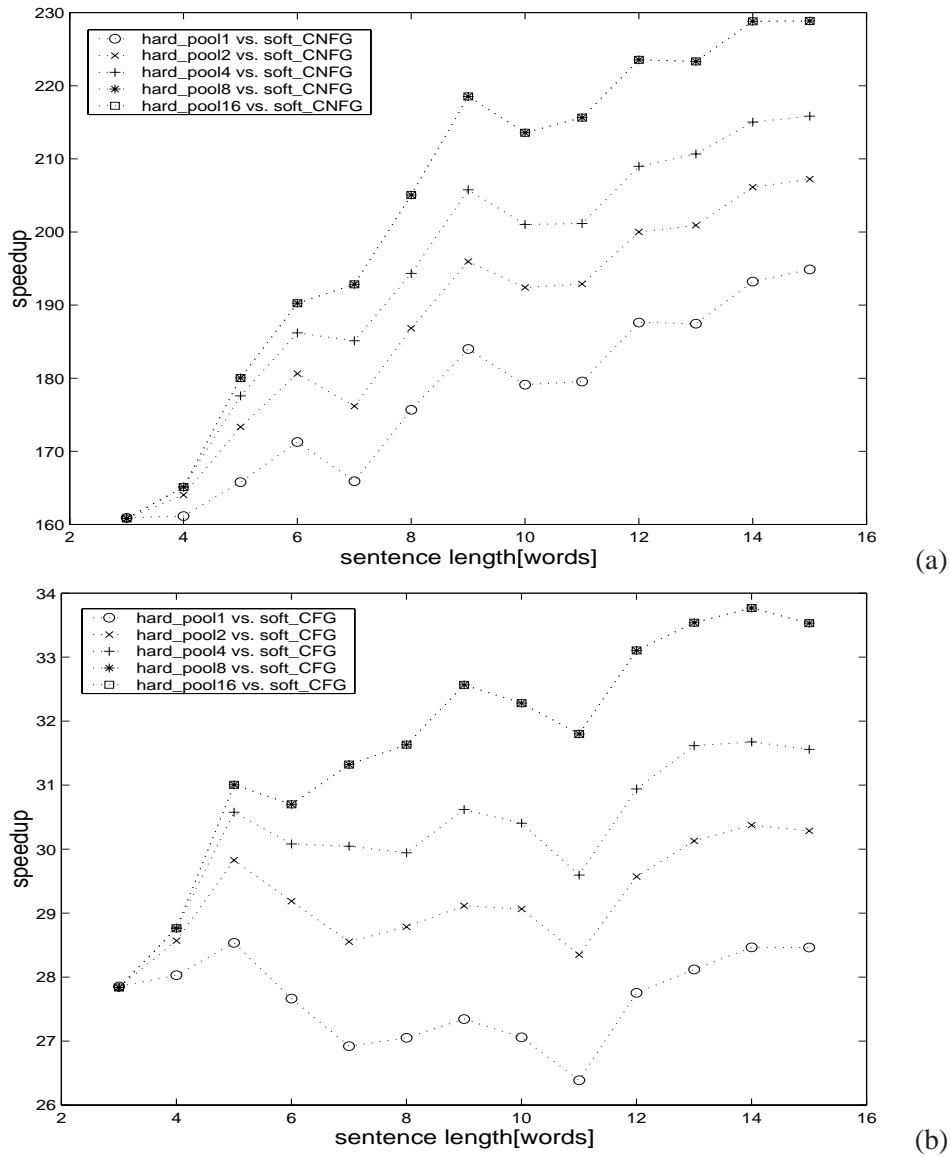 230
220
210
200
190
180
170
160
speedup
hard_pool1 vs. soft_CNFG
hard_pool2 vs. soft_CNFG
hard_pool4 vs. soft_CNFG
hard_pool8 vs. soft_CNFG
hard_pool16 vs. soft_CNFG
2 4 6 8 10 12 14 16
sentence length[words]
(a)
34
33
32
31
30
29
28
27
26
speedup
hard_pool1 vs. soft_CFG
hard_pool2 vs. soft_CFG
hard_pool4 vs. soft_CFG
hard_pool8 vs. soft_CFG
hard_pool16 vs. soft_CFG
2 4 6 8 10 12 14 16
sentence length[words]
(b)